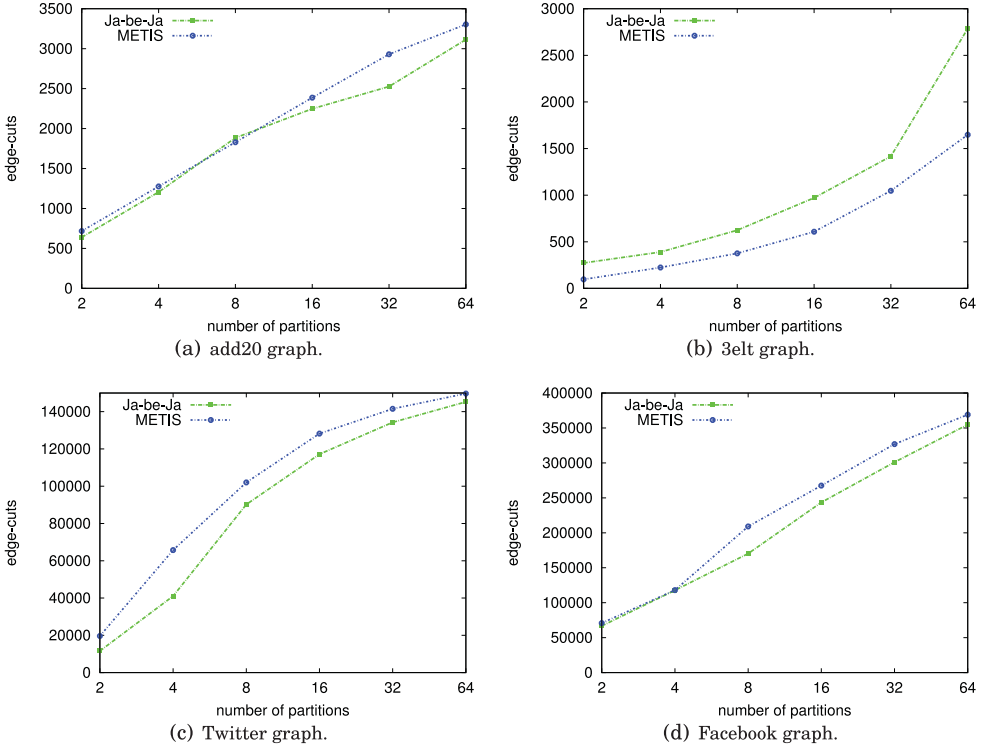 3500
3000
2500
2000
1500
1000
500
0
edge-cuts
Ja-be-Ja
METIS
2 4 8 16 32 64
number of partitions
(a) add20 graph.
3000
2500
2000
1500
1000
500
0
edge-cuts
Ja-be-Ja
METIS
2 4 8 16 32 64
number of partitions
(b) 3elt graph.
140000
120000
100000
80000
60000
40000
20000
0
edge-cuts
Ja-be-Ja
METIS
2 4 8 16 32 64
number of partitions
(c) Twitter graph.
400000
350000
300000
250000
200000
150000
100000
50000
0
edge-cuts
Ja-be-Ja
METIS
2 4 8 16 32 64
number of partitions
(d) Facebook graph.